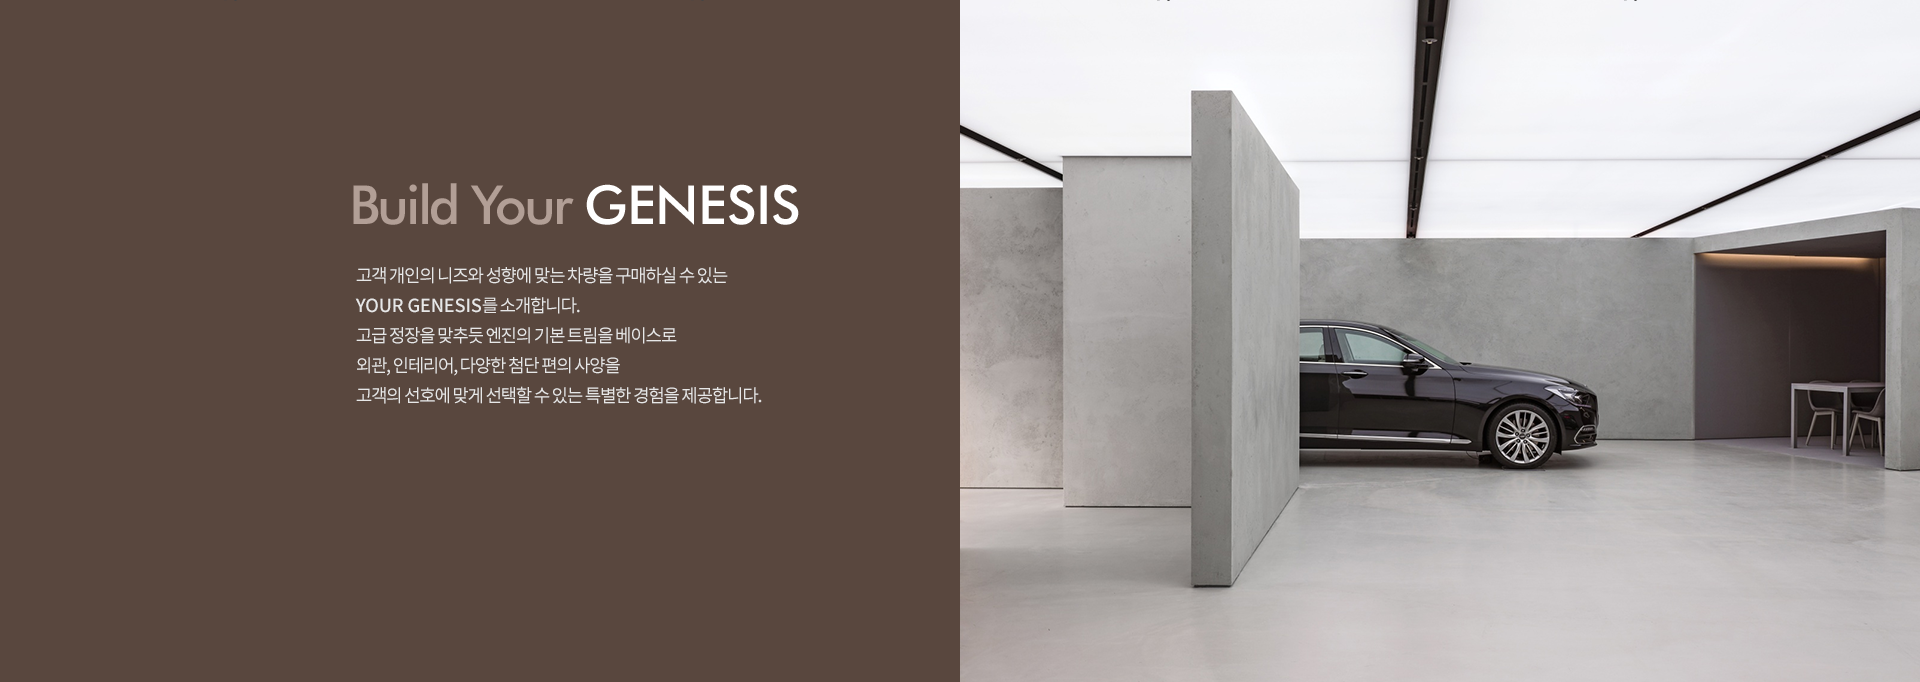 Build Your GENESIS
고객 개인의 니즈와 성향에 맞는 차량을 구매하실 수 있는
YOUR GENESIS를 소개합니다.
고급 정장을 맞추듯 엔진의 기본 트림을 베이스로
외관, 인테리어, 다양한 첨단 편의 사양을
고객의 선호에 맞게 선택할 수 있는 특별한 경험을 제공합니다.